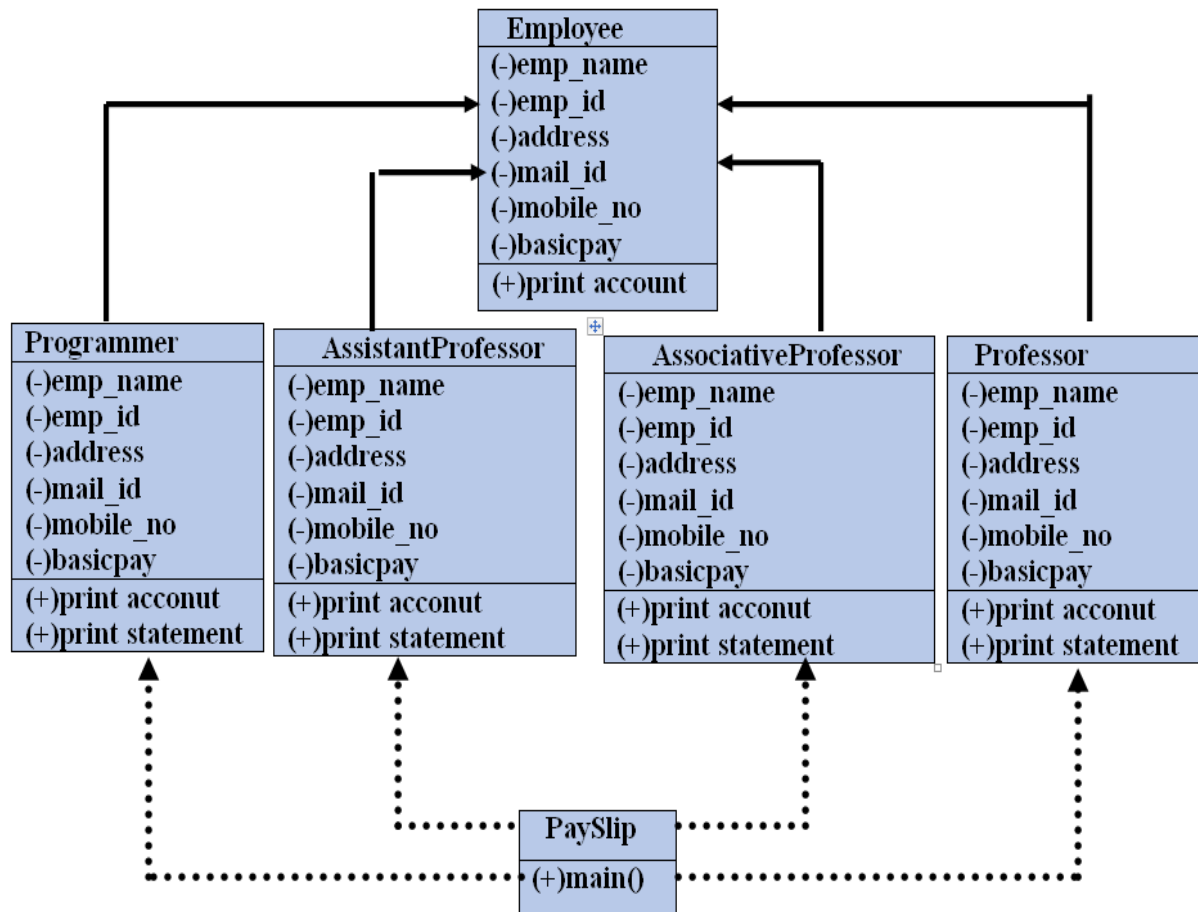 Employee
(-)emp_name
(-)emp_id
(-)address
(-)mail_id
(-)mobile_no
(-)basicpay
(+)print account
Programmer
(-)emp_name
(-)emp_id
(-)address
(-)mail_id
(-)mobile_no
(-)basicpay
(+)print acconut
(+)print statement
AssistantProfessor
(-)emp_name
(-)emp_id
(-)address
(-)mail_id
(-)mobile_no
(-)basicpay
(+)print acconut
(+)print statement
AssociativeProfessor
(-)emp_name
(-)emp_id
(-)address
(-)mail_id
(-)mobile_no
(-)basicpay
(+)print acconut
(+)print statement
Professor
(-)emp_name
(-)emp_id
(-)address
(-)mail_id
(-)mobile_no
(-)basicpay
(+)print acconut
(+)print statement
PaySlip
(+)main()